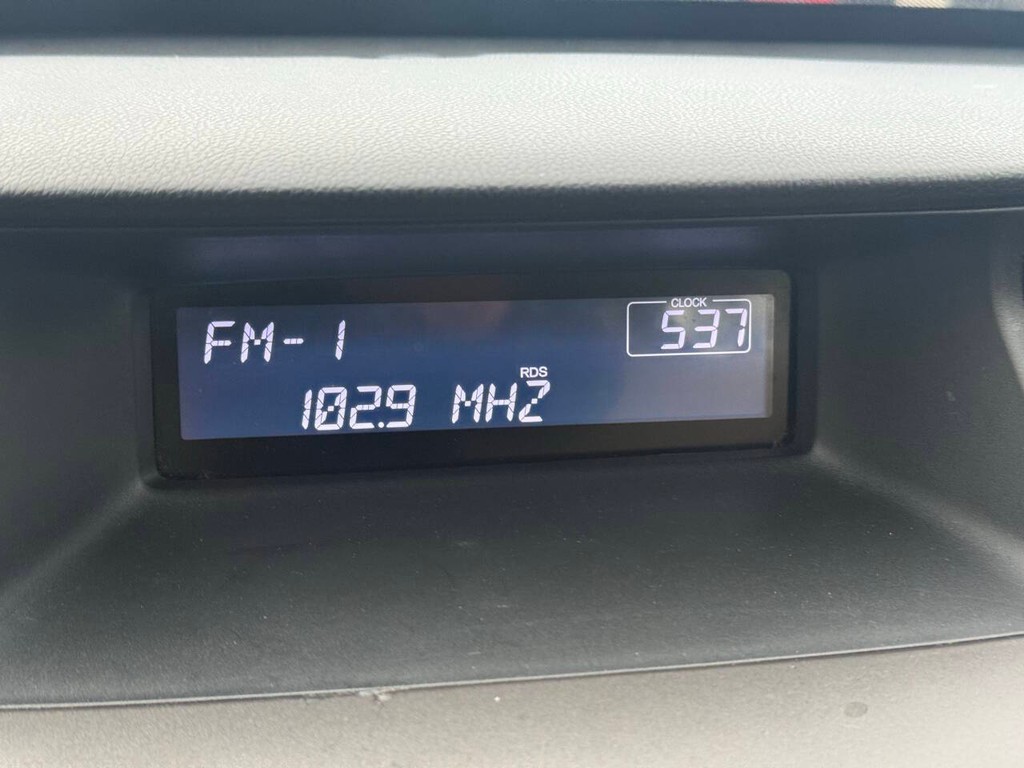 CLOCK
FM-1 537
RDS
102.9 MHZ